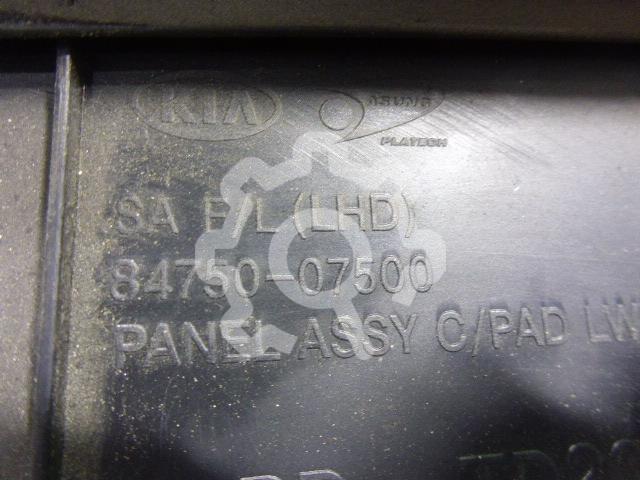 KIA
PLATECH
SA F/L (LHD)
84750-07500
PANEL ASSY C/PAD LW